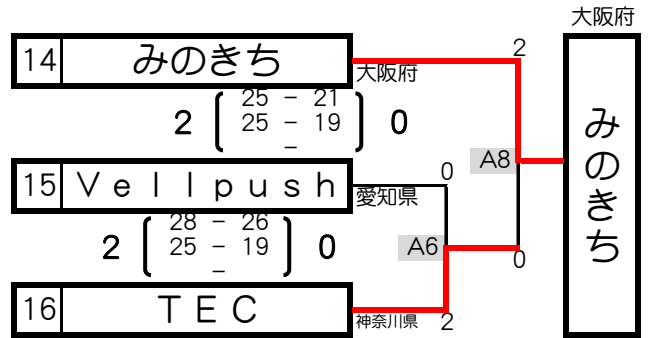 大阪府
14 みのきち
大阪府
2
25 - 21
2 25 - 19 0
-
A8
みのきち
15 Vellpush
愛知県
0
28 - 26
2 25 - 19 0
-
A6
0
16 TEC
神奈川県
2